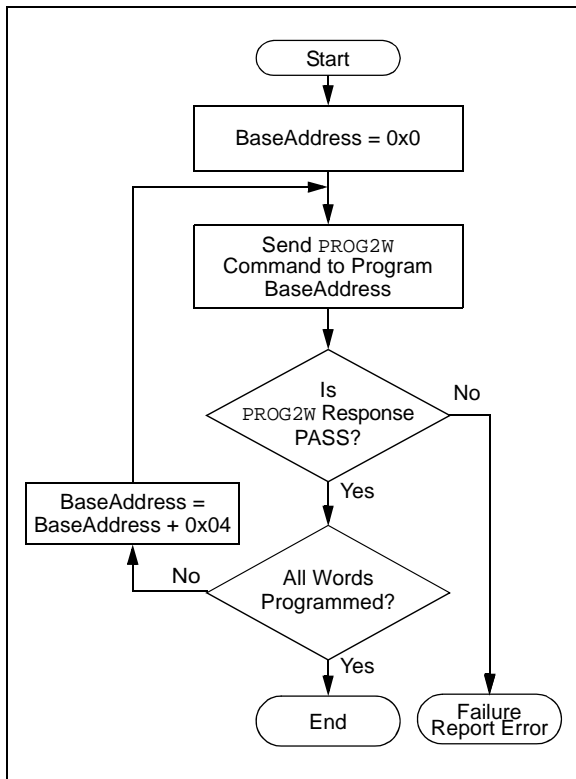 Start
BaseAddress = 0x0
Send PROG2W
Command to Program
BaseAddress
Is
PROG2W Response
PASS?
No
Yes
BaseAddress =
BaseAddress + 0x04
No
All Words
Programmed?
Yes
End
Failure
Report Error